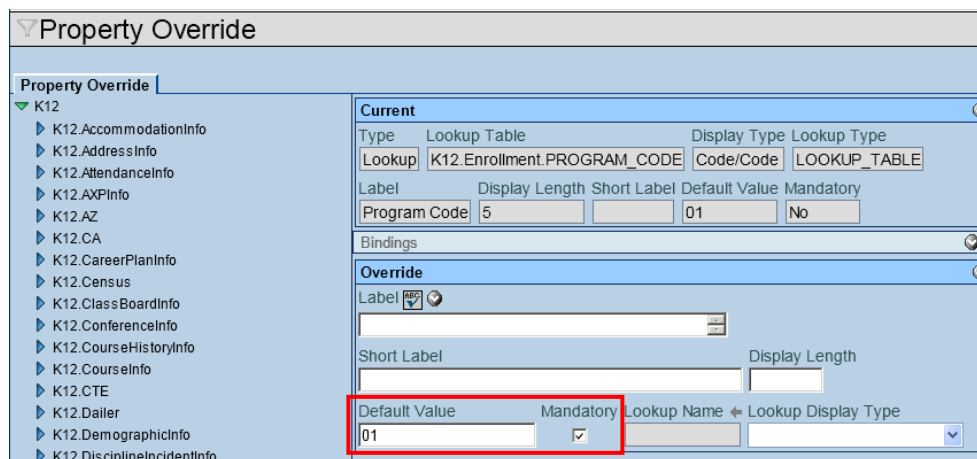 Property Override
Property Override
K12
K12.AccommodationInfo
K12.AddressInfo
K12.AttendanceInfo
K12.AXPInfo
K12.AZ
K12.CA
K12.CareerPlanInfo
K12.Census
K12.ClassBoardInfo
K12.ConferenceInfo
K12.CourseHistoryInfo
K12.CourseInfo
K12.CTE
K12.Dailer
K12.DemographicInfo
K12.DisciplineIncidentInfo
Current
Type Lookup Table Display Type Lookup Type
Lookup K12.Enrollment.PROGRAM_CODE Code/Code LOOKUP_TABLE
Label Display Length Short Label Default Value Mandatory
Program Code 5 01 No
Bindings
Override
Label ABC
Short Label Display Length
Default Value Mandatory Lookup Name Lookup Display Type
01